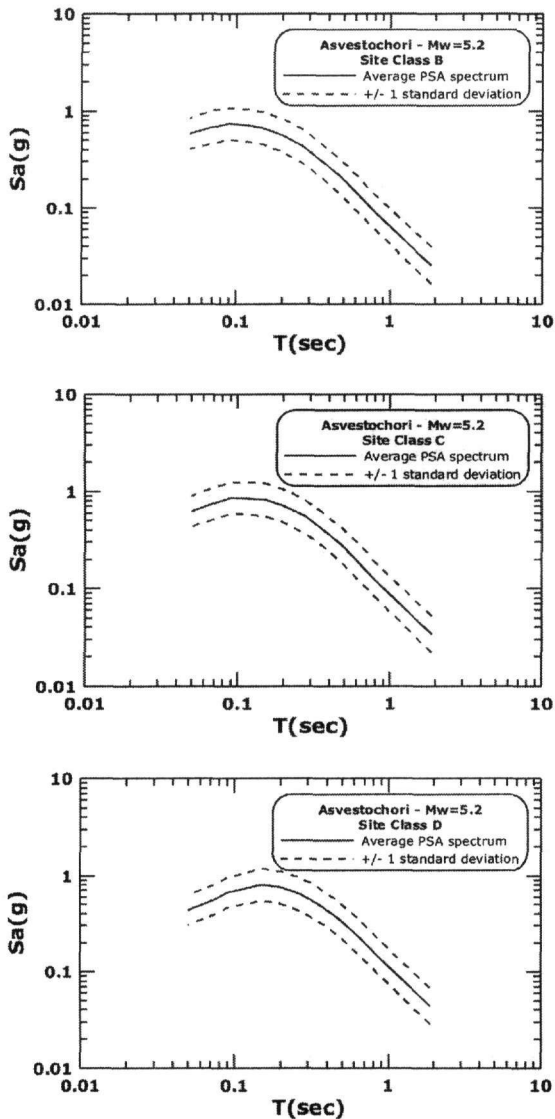 10
Asvestochori - Mw=5.2
Site Class B
Average PSA spectrum
+/- 1 standard deviation
1
Sa(g)
0.1
0.01
0.01 0.1 1 10
T(sec)
10
Asvestochori - Mw=5.2
Site Class C
Average PSA spectrum
+/- 1 standard deviation
1
Sa(g)
0.1
0.01
0.01 0.1 1 10
T(sec)
10
Asvestochori - Mw=5.2
Site Class D
Average PSA spectrum
+/- 1 standard deviation
1
Sa(g)
0.1
0.01
0.01 0.1 1 10
T(sec)